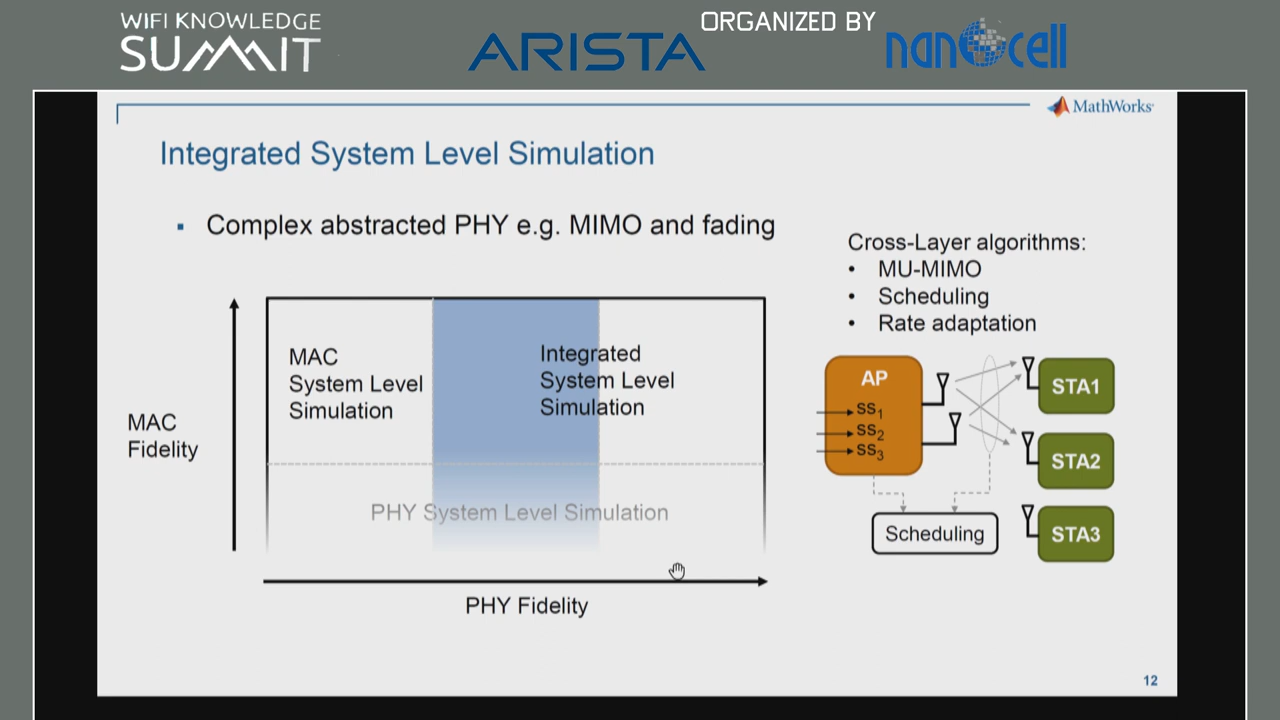 WIFI KNOWLEDGE
SUMMIT
ARISTA
ORGANIZED BY
nanocell
MathWorks
Integrated System Level Simulation
▪ Complex abstracted PHY e.g. MIMO and fading
Cross-Layer algorithms:
• MU-MIMO
• Scheduling
• Rate adaptation
MAC
Fidelity
MAC
System Level
Simulation
Integrated
System Level
Simulation
PHY System Level Simulation
PHY Fidelity
AP
SS1
SS2
SS3
STA1
STA2
STA3
Scheduling
12